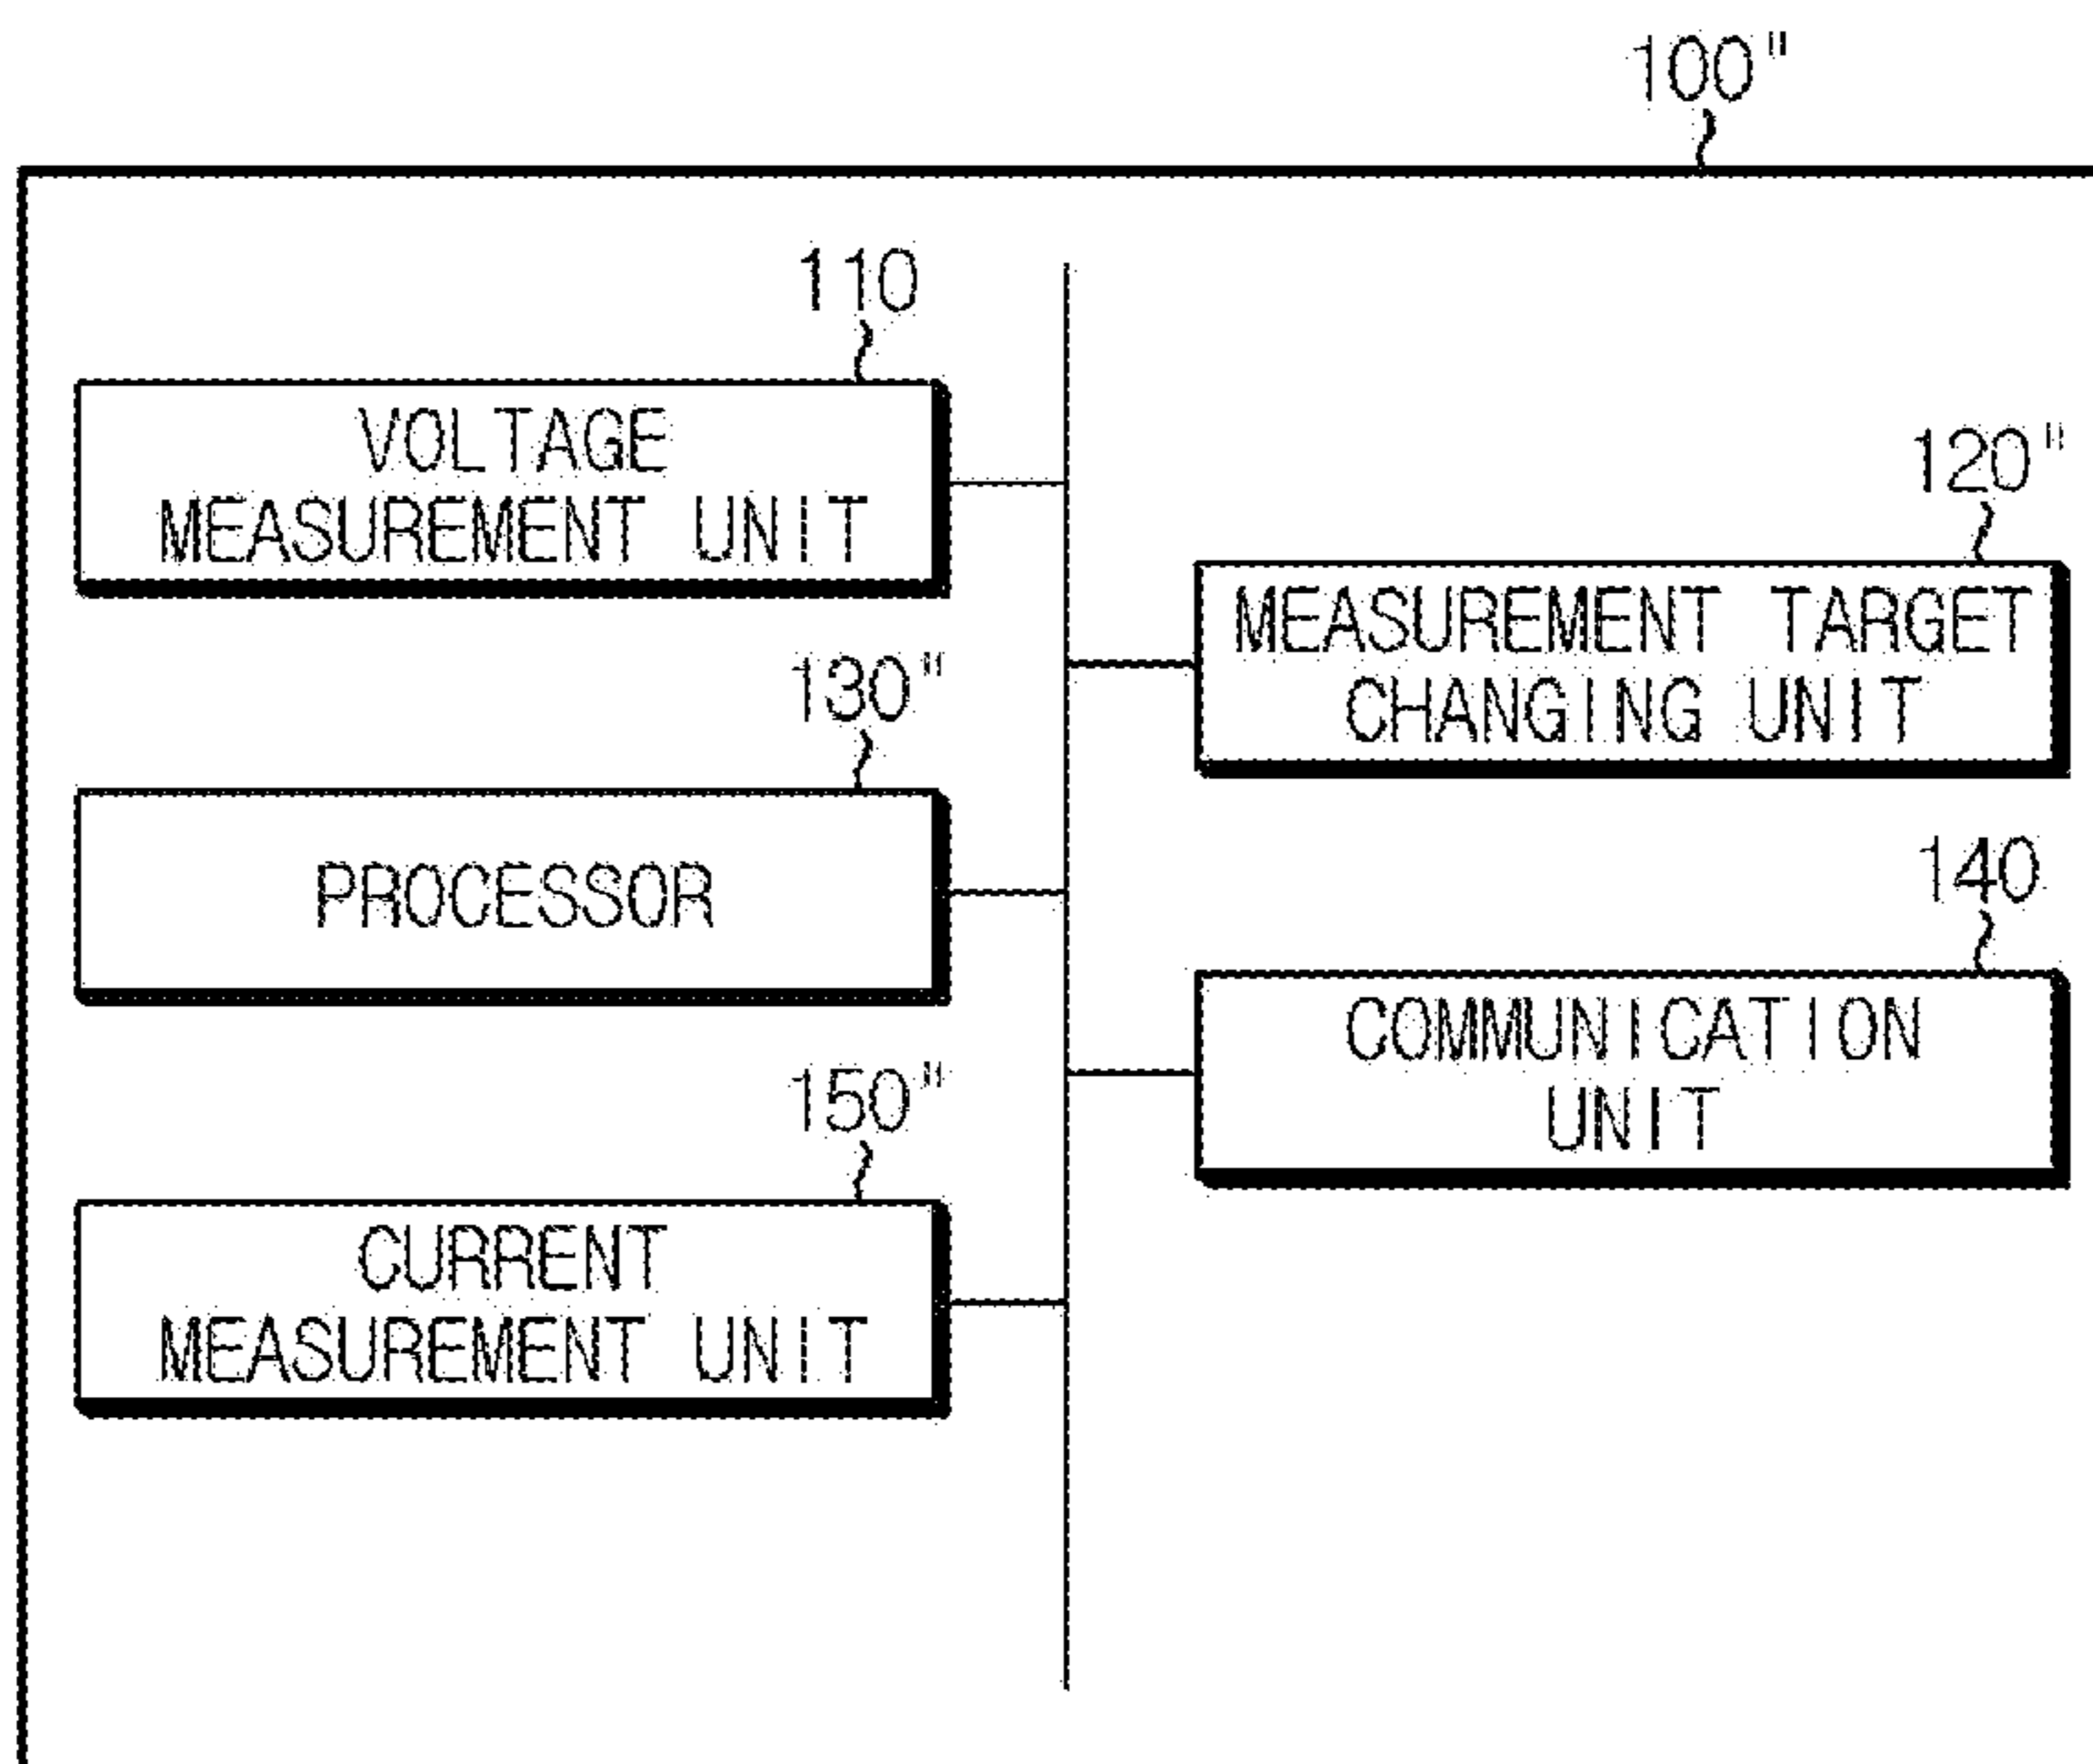 100"
110
VOLTAGE
MEASUREMENT UNIT
120"
MEASUREMENT TARGET
CHANGING UNIT
130"
PROCESSOR
140
COMMUNICATION
UNIT
150"
CURRENT
MEASUREMENT UNIT